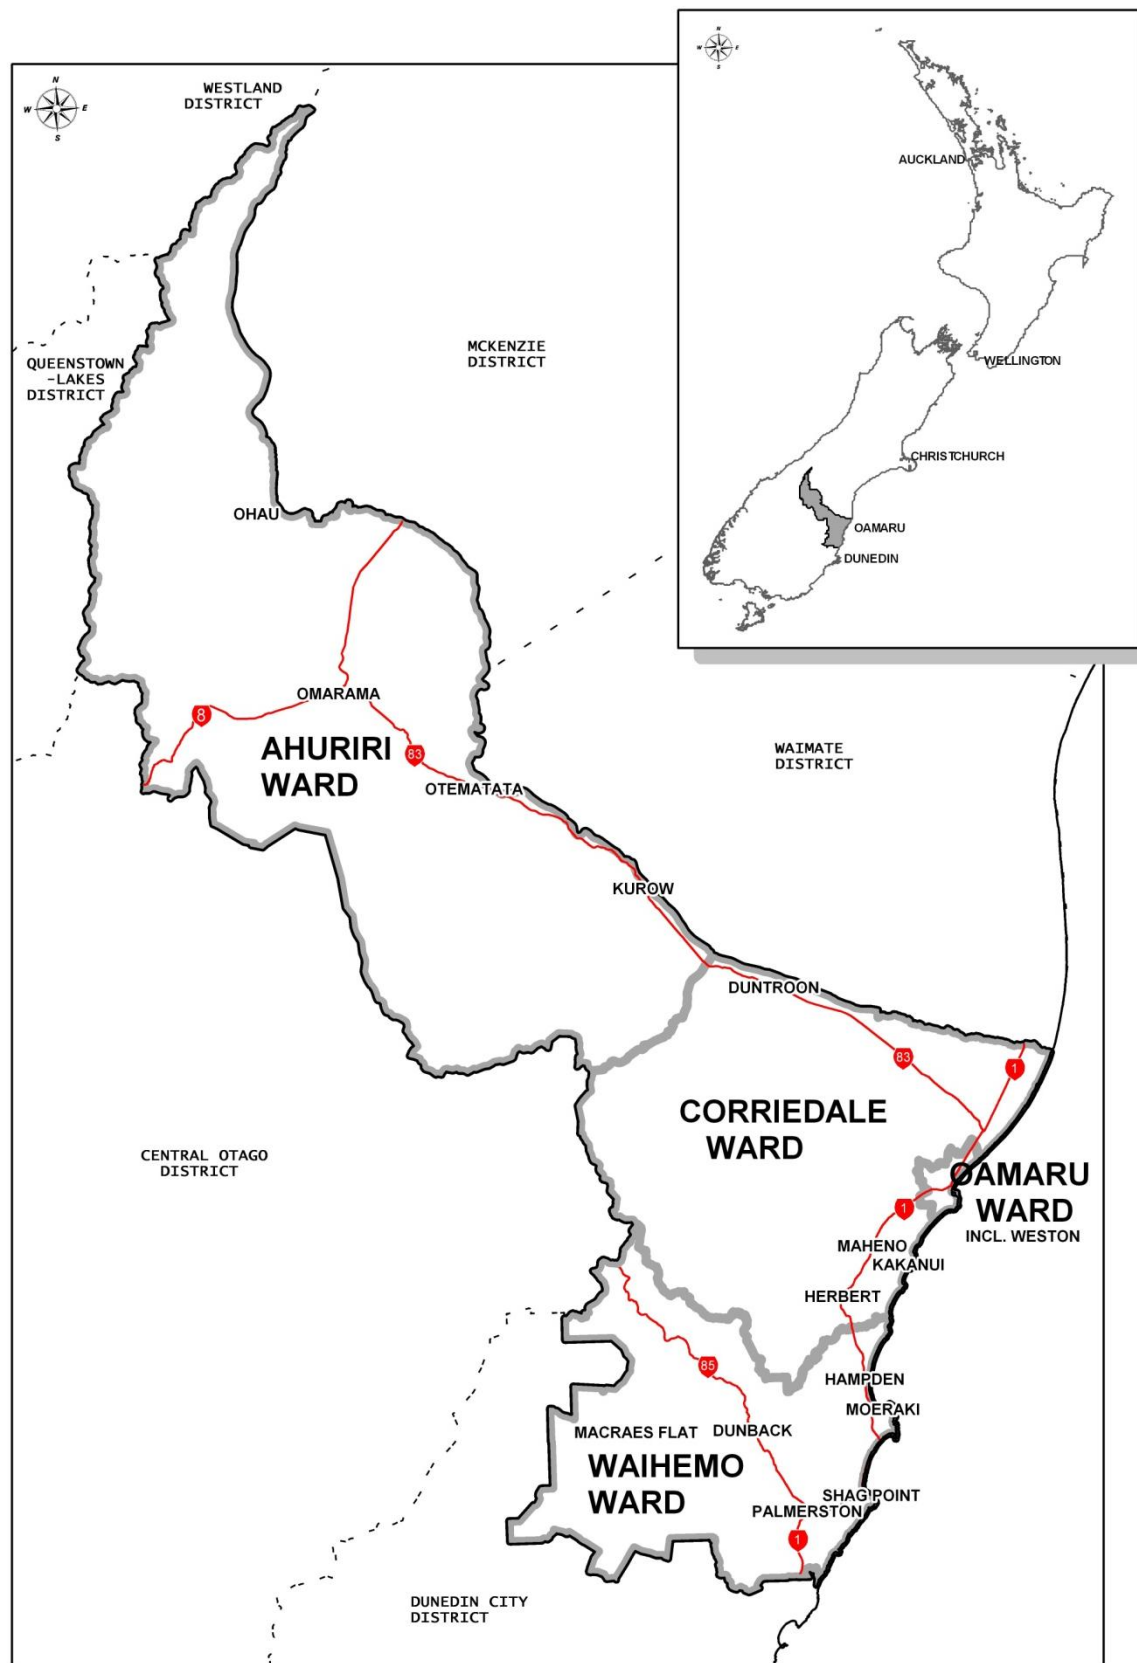 N
W E
S
WESTLAND
DISTRICT
QUEENSTOWN
-LAKES
DISTRICT
MCKENZIE
DISTRICT
N
W E
S
AUCKLAND
WELLINGTON
CHRISTCHURCH
OAMARU
DUNEDIN
OHAU
OMARAMA
8
AHURIRI
WARD
83
OTEMATATA
WAIMATE
DISTRICT
KUROW
DUNTROON
83
1
CORRIEDALE
WARD
CENTRAL OTAGO
DISTRICT
OAMARU
WARD
INCL. WESTON
1
MAHENO
KAKANUI
HERBERT
85
HAMPDEN
MOERAKI
MACRAES FLAT
DUNBACK
WAIHEMO
WARD
SHAG POINT
PALMERSTON
1
DUNEDIN CITY
DISTRICT